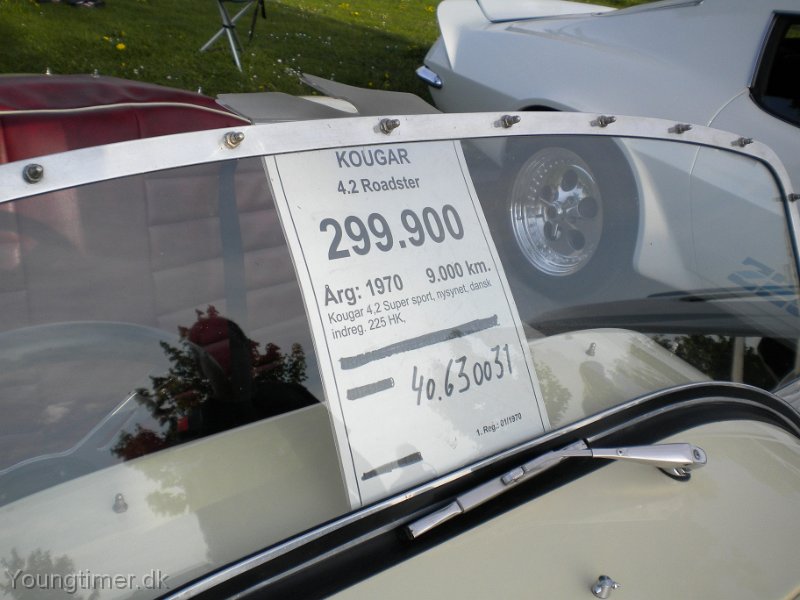 KOUGAR
4.2 Roadster
299.900
Årg: 1970 9.000 km.
Kougar 4,2 Super sport, nysynet, dansk
indreg. 225 HK,
40.630031
1. Reg.: 01/1970
Youngtimer.dk